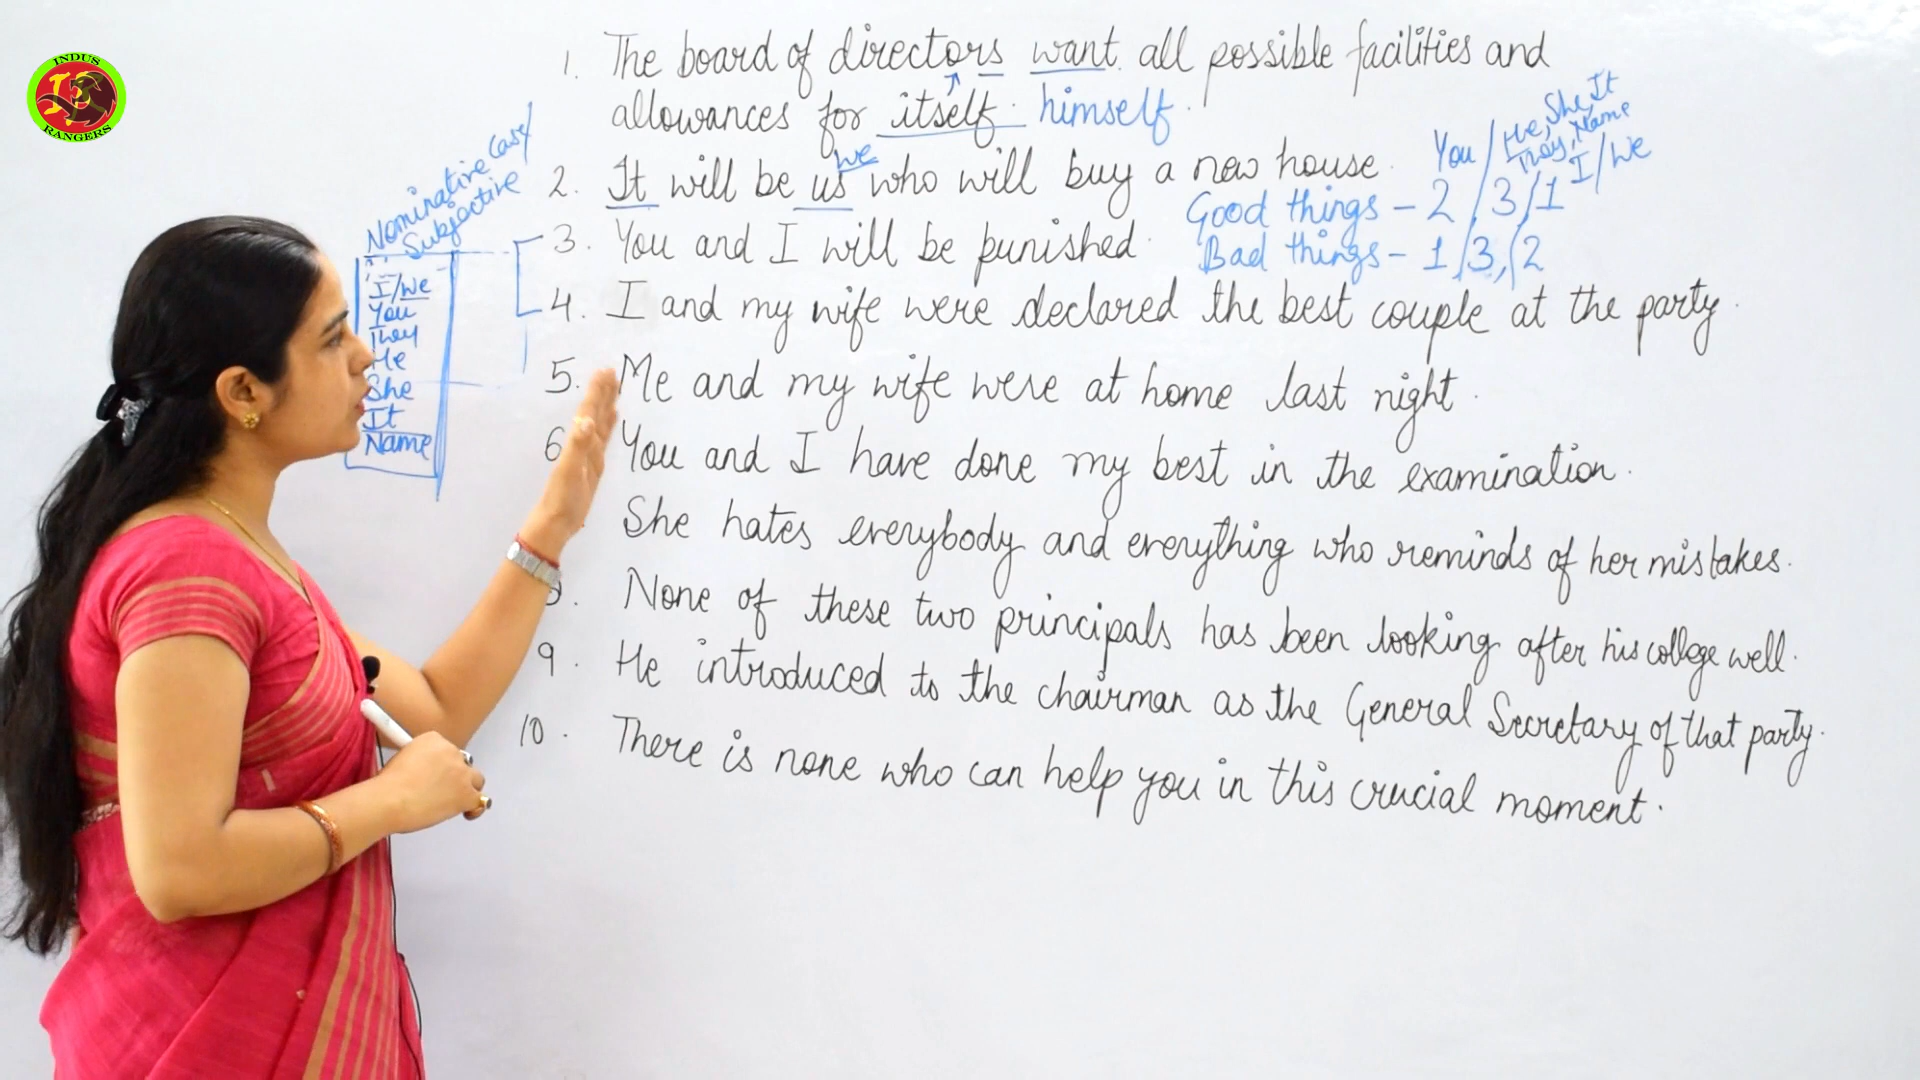 INDUS
RANGERS
1. The board of directors want all possible facilities and
allowances for itself. himself.
You / He, She, It
They, Name
I/We
Nominative Case/
Subjective
I/We
You
They
He
She
It
Name
we
2. It will be us who will buy a new house.
Good things - 2/3/1
3. You and I will be punished.
Bad things - 1/3/2
4. I and my wife were declared the best couple at the party.
5. Me and my wife were at home last night.
6 You and I have done my best in the examination.
She hates everybody and everything who reminds of her mistakes.
None of these two principals has been looking after his college well.
9. He introduced to the chairman as the General Secretary of that party.
10. There is none who can help you in this crucial moment.